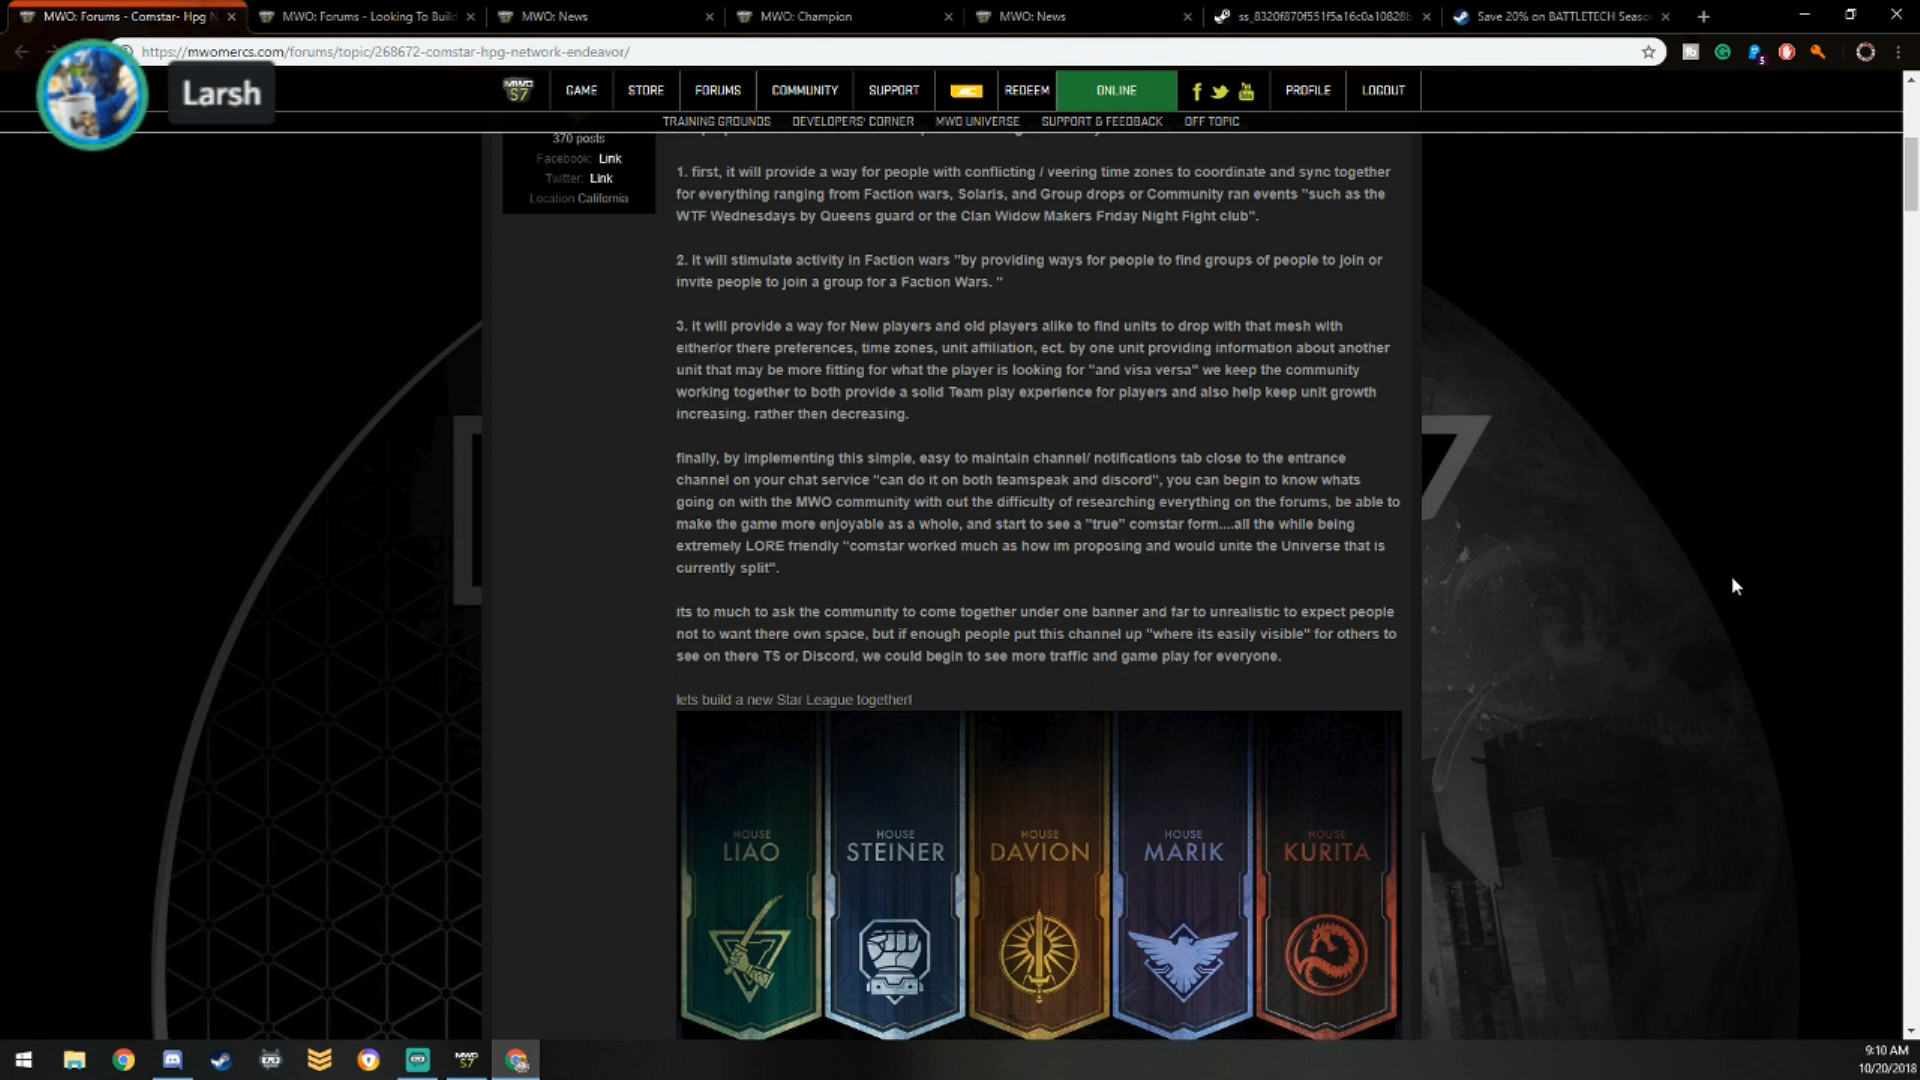 MWO: Forums - Comstar- Hpg N
MWO: Forums - Looking To Build
MWO: News
MWO: Champion
MWO: News
ss_8320f870f551f5a16c0a10828b
Save 20% on BATTLETECH Seaso
https://mwomercs.com/forums/topic/268672-comstar-hpg-network-endeavor/
5
Larsh
MWO S7
GAME
STORE
FORUMS
COMMUNITY
SUPPORT
REDEEM
ONLINE
PROFILE
LOGOUT
TRAINING GROUNDS
DEVELOPERS' CORNER
MWO UNIVERSE
SUPPORT & FEEDBACK
OFF TOPIC
370 posts
Facebook: Link
Twitter: Link
Location California
1. first, it will provide a way for people with conflicting / veering time zones to coordinate and sync together
for everything ranging from Faction wars, Solaris, and Group drops or Community ran events "such as the
WTF Wednesdays by Queens guard or the Clan Widow Makers Friday Night Fight club".
2. it will stimulate activity in Faction wars "by providing ways for people to find groups of people to join or
invite people to join a group for a Faction Wars. "
3. it will provide a way for New players and old players alike to find units to drop with that mesh with
either/or there preferences, time zones, unit affiliation, ect. by one unit providing information about another
unit that may be more fitting for what the player is looking for "and visa versa" we keep the community
working together to both provide a solid Team play experience for players and also help keep unit growth
increasing. rather then decreasing.
finally, by implementing this simple, easy to maintain channel/ notifications tab close to the entrance
channel on your chat service "can do it on both teamspeak and discord", you can begin to know whats
going on with the MWO community with out the difficulty of researching everything on the forums, be able to
make the game more enjoyable as a whole, and start to see a "true" comstar form....all the while being
extremely LORE friendly "comstar worked much as how im proposing and would unite the Universe that is
currently split".
its to much to ask the community to come together under one banner and far to unrealistic to expect people
not to want there own space, but if enough people put this channel up "where its easily visible" for others to
see on there TS or Discord, we could begin to see more traffic and game play for everyone.
lets build a new Star League together!
HOUSE
LIAO
HOUSE
STEINER
HOUSE
DAVION
HOUSE
MARIK
HOUSE
KURITA
MWO S7
9:10 AM
10/20/2018